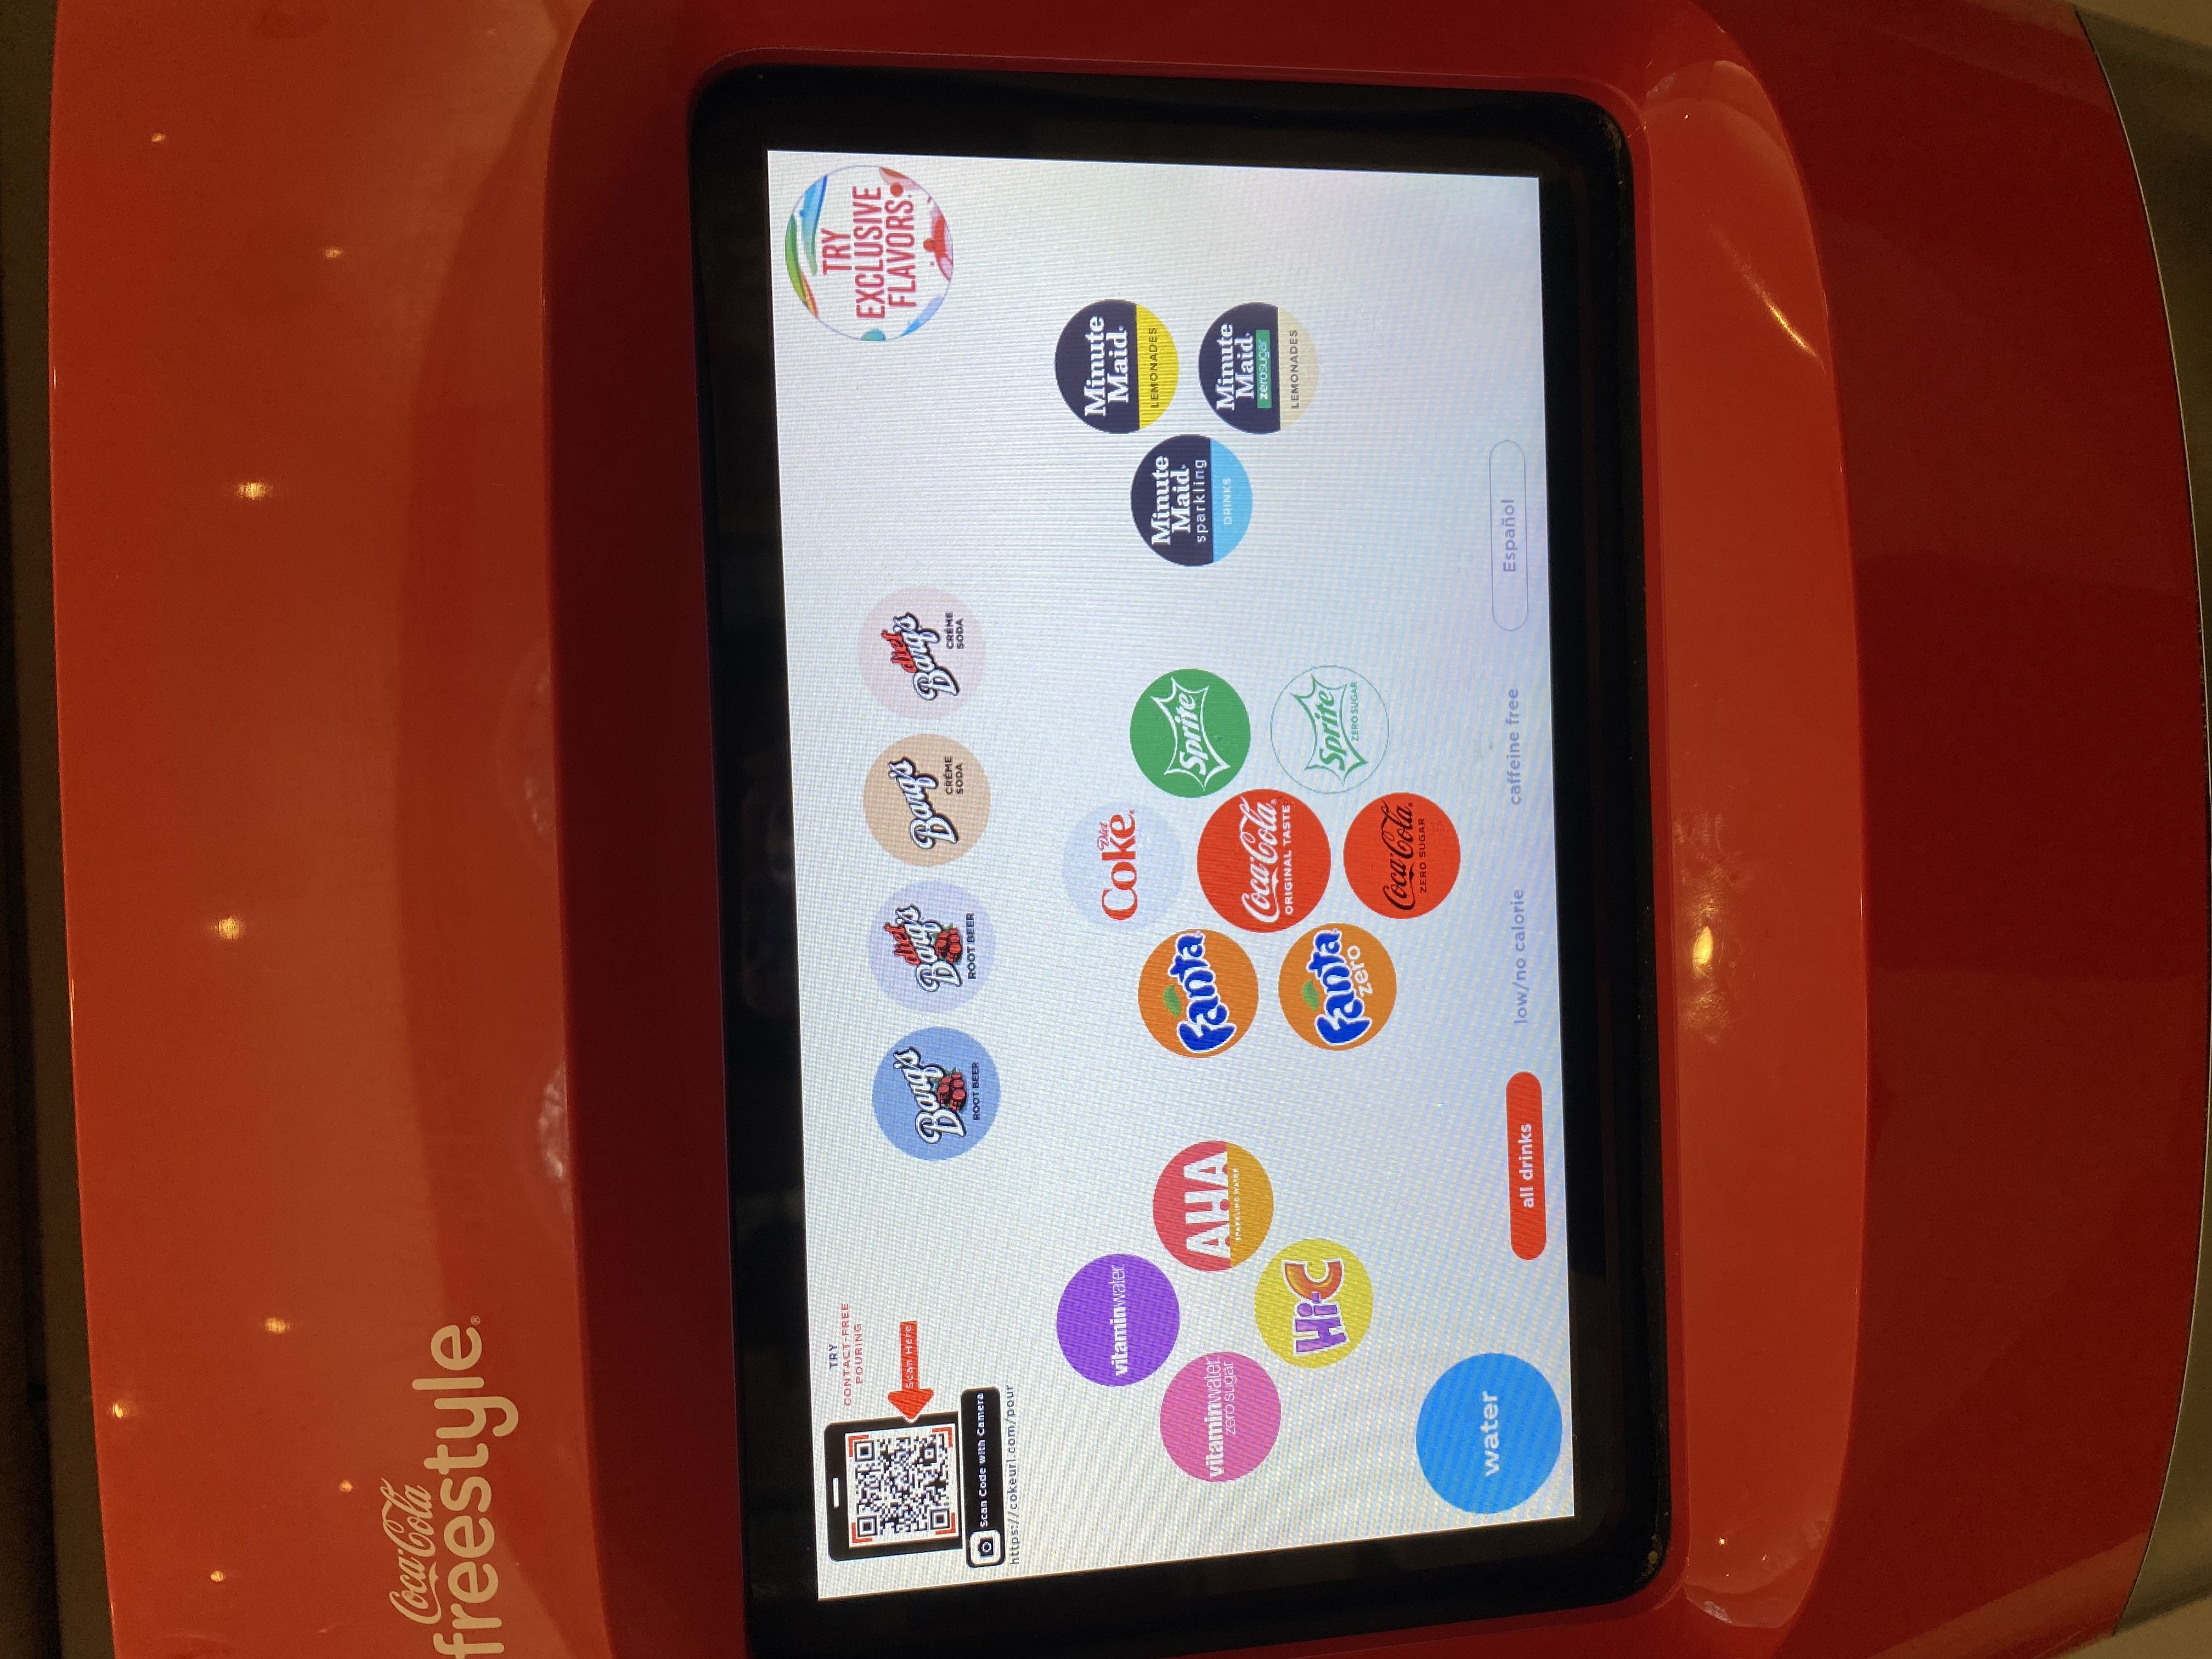 Coca-Cola
freestyle®
TRY
CONTACT-FREE
POURING
Scan Here
Scan Code with Camera
https://cokeurl.com/pour
Barq's
ROOT BEER
diet
Barq's
ROOT BEER
Barq's
CRÉME
SODA
diet
Barq's
CRÉME
SODA
TRY
EXCLUSIVE
FLAVORS
vitaminwater
vitaminwater
zero sugar
AHA
SPARKLING WATER
Hi-C
Diet
Coke
Fanta
Sprite
Coca-Cola
ORIGINAL TASTE
Fanta
zero
Sprite
ZERO SUGAR
Coca-Cola
ZERO SUGAR
Minute
Maid
sparkling
DRINKS
Minute
Maid
LEMONADES
Minute
Maid
zerosugar
LEMONADES
water
all drinks
low/no calorie
caffeine free
Español